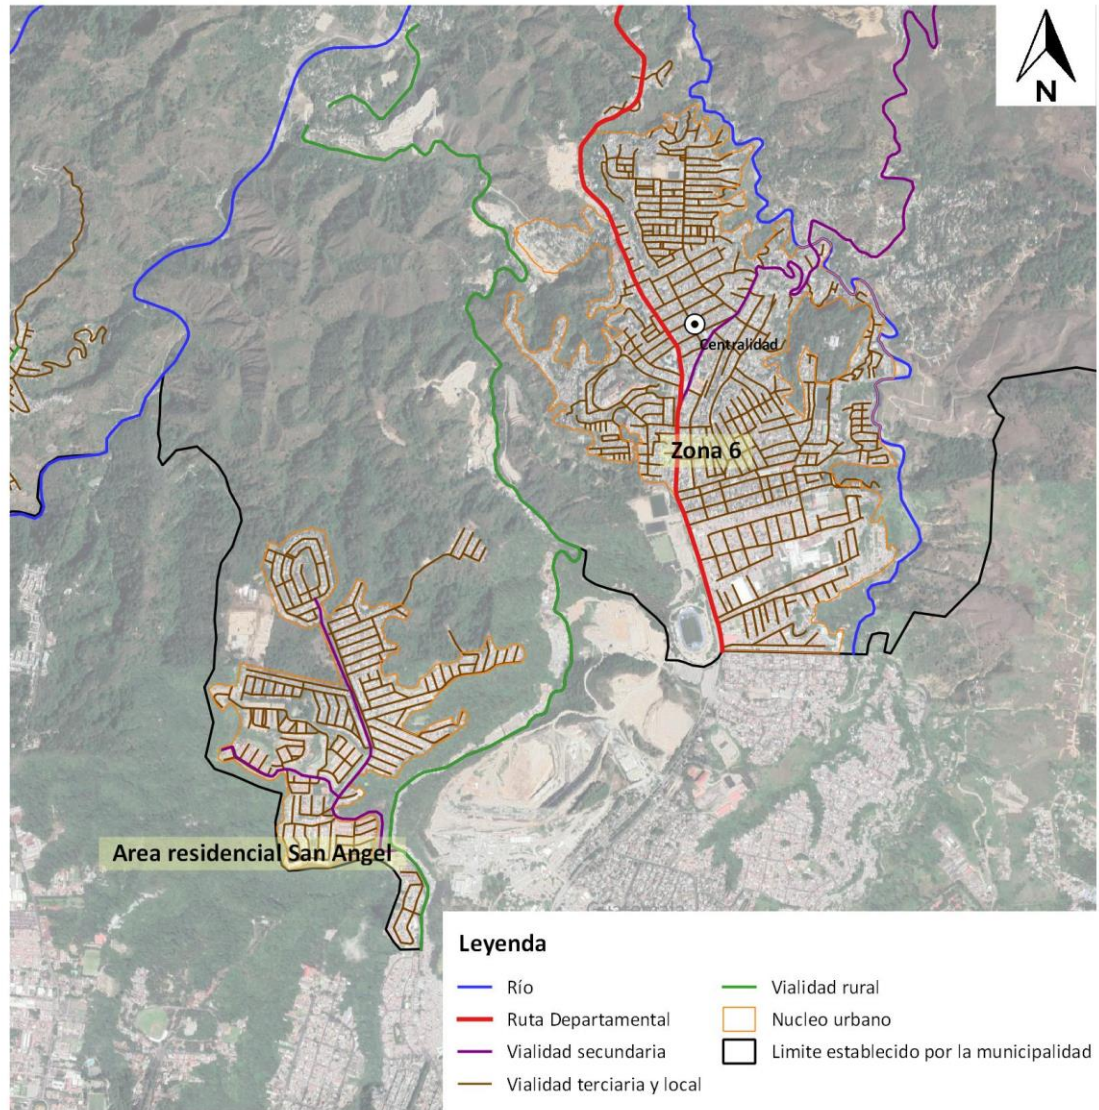 N
Centralidad
Zona 6
Area residencial San Angel
Leyenda
Río
Ruta Departamental
Vialidad secundaria
Vialidad terciaria y local
Vialidad rural
Nucleo urbano
Limite establecido por la municipalidad